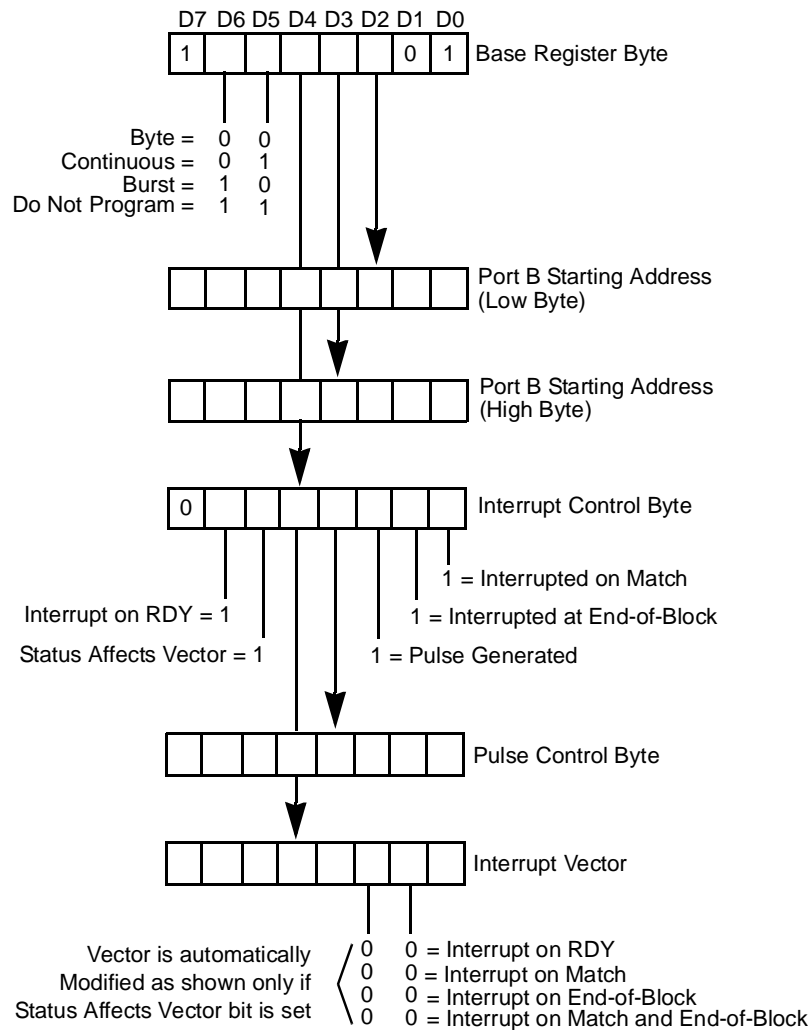 D7 D6 D5 D4 D3 D2 D1 D0
1 0 1 Base Register Byte
Byte = 0 0
Continuous = 0 1
Burst = 1 0
Do Not Program = 1 1
Port B Starting Address
(Low Byte)
Port B Starting Address
(High Byte)
0 Interrupt Control Byte
1 = Interrupted on Match
Interrupt on RDY = 1
1 = Interrupted at End-of-Block
Status Affects Vector = 1
1 = Pulse Generated
Pulse Control Byte
Interrupt Vector
Vector is automatically
Modified as shown only if
Status Affects Vector bit is set
0 0 = Interrupt on RDY
0 0 = Interrupt on Match
0 0 = Interrupt on End-of-Block
0 0 = Interrupt on Match and End-of-Block